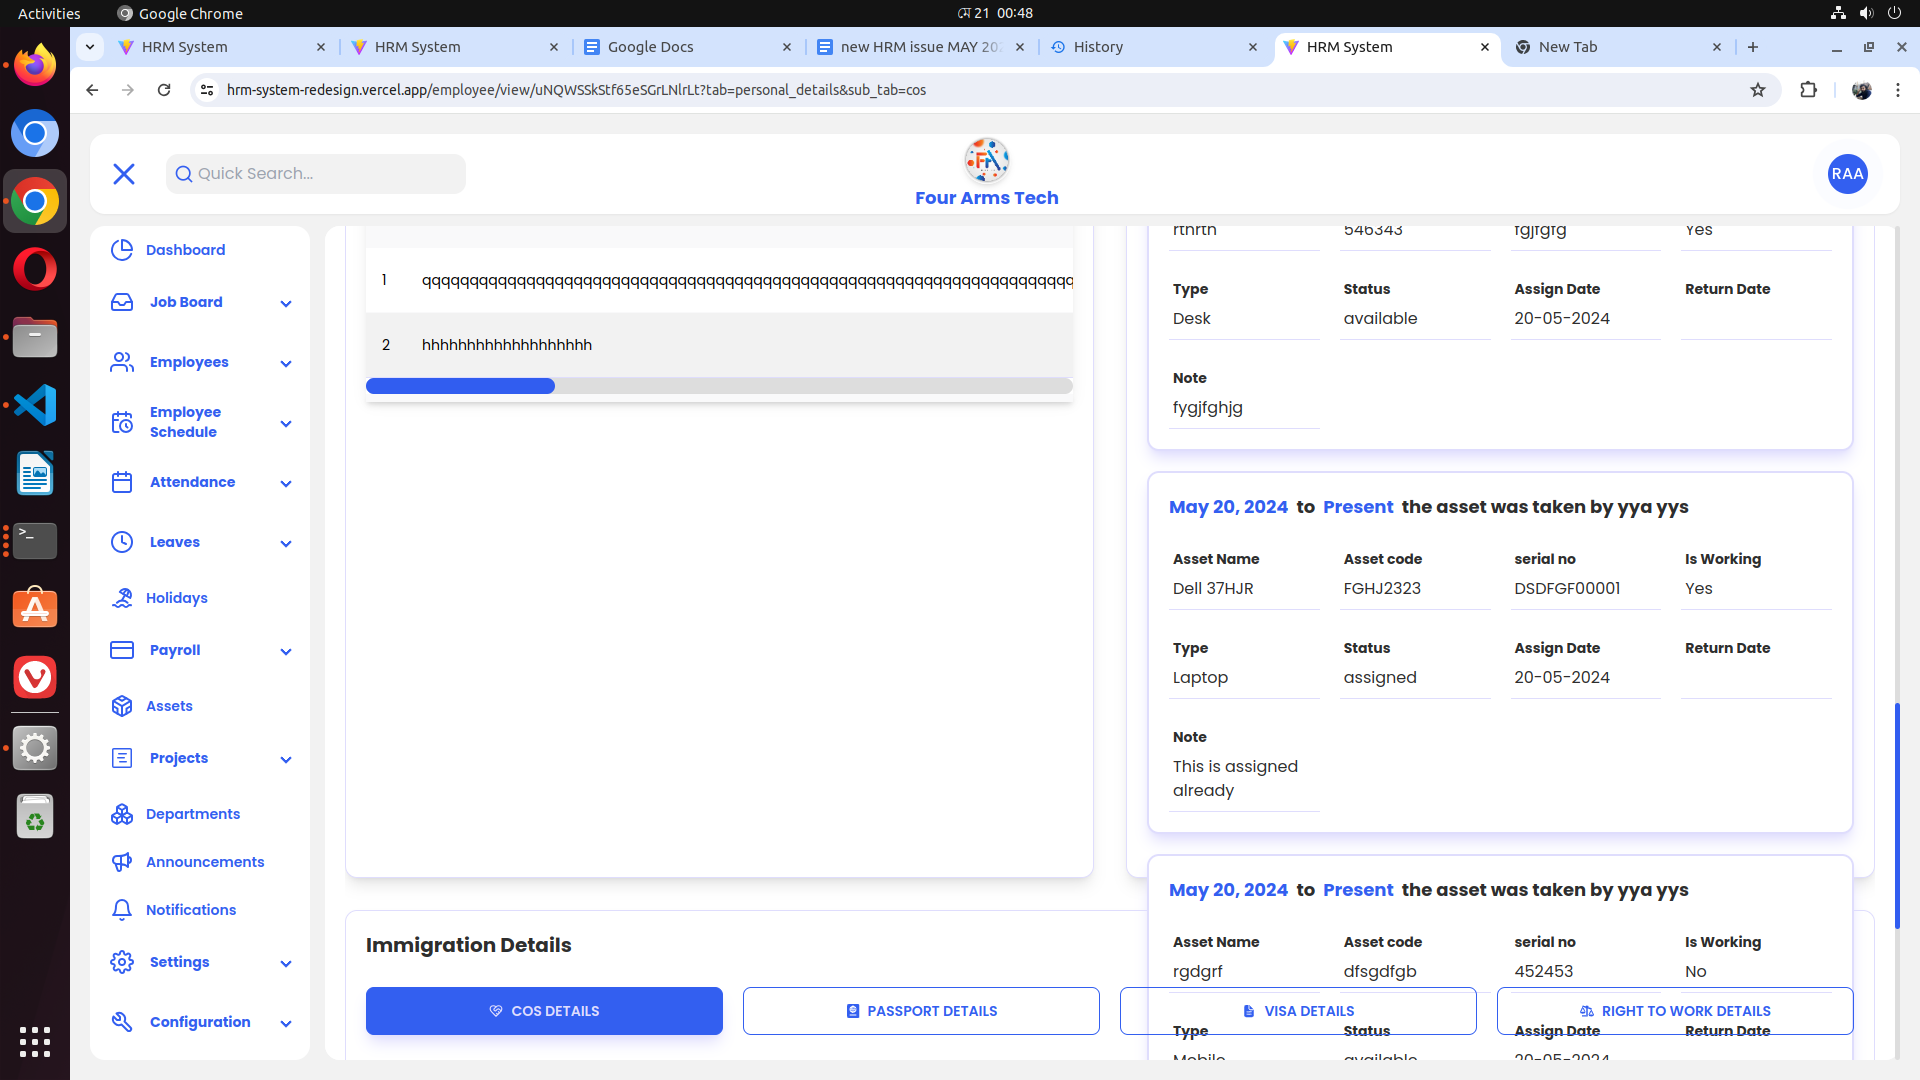 Activities
Google Chrome
মে 21 00:48
HRM System
HRM System
Google Docs
new HRM issue MAY 202
History
HRM System
New Tab
hrm-system-redesign.vercel.app/employee/view/uNQWSSkStf65eSGrLNlrLt?tab=personal_details&sub_tab=cos
Quick Search...
Four Arms Tech
RAA
Dashboard
Job Board
Employees
Employee
Schedule
Attendance
Leaves
Holidays
Payroll
Assets
Projects
Departments
Announcements
Notifications
Settings
Configuration
1
2 hhhhhhhhhhhhhhhhhhh
rthrth 546343 fgjfgfg Yes
Type Status Assign Date Return Date
Desk available 20-05-2024
Note
fygjfghjg
May 20, 2024 to Present the asset was taken by yya yys
Asset Name Asset code serial no Is Working
Dell 37HJR FGHJ2323 DSDFGF00001 Yes
Type Status Assign Date Return Date
Laptop assigned 20-05-2024
Note
This is assigned
already
May 20, 2024 to Present the asset was taken by yya yys
Asset Name Asset code serial no Is Working
rgdgrf dfsgdfgb 452453 No
Immigration Details
COS DETAILS
PASSPORT DETAILS
VISA DETAILS
RIGHT TO WORK DETAILS
Type Status Assign Date Return Date
Mobile available 20-05-2024